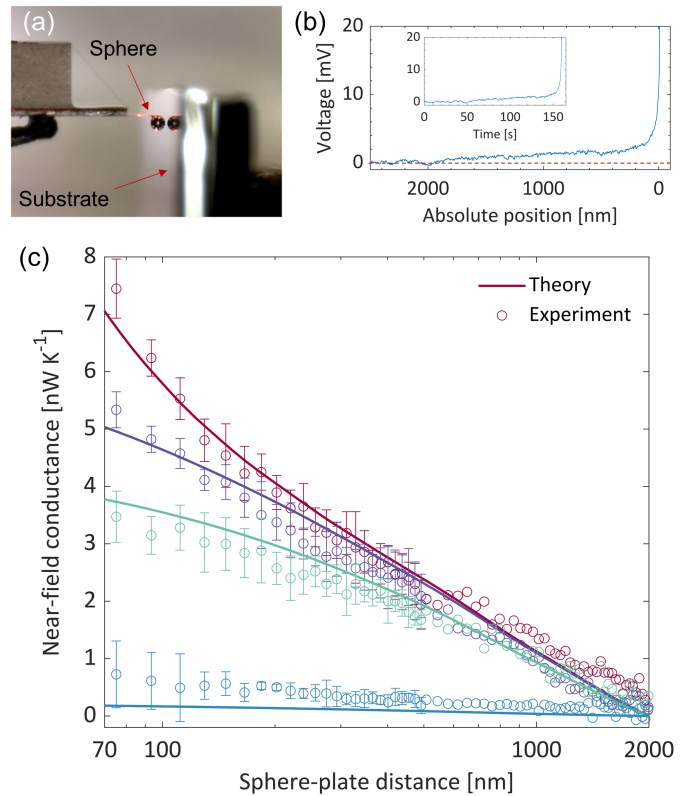 (a)
Sphere
Substrate
(b)
20
10
0
Voltage [mV]
20
10
0
0
50
100
150
Time [s]
2000
1000
0
Absolute position [nm]
(c)
8
7
6
5
4
3
2
1
0
Near-field conductance [nW K⁻¹]
Theory
Experiment
70
100
1000
2000
Sphere-plate distance [nm]